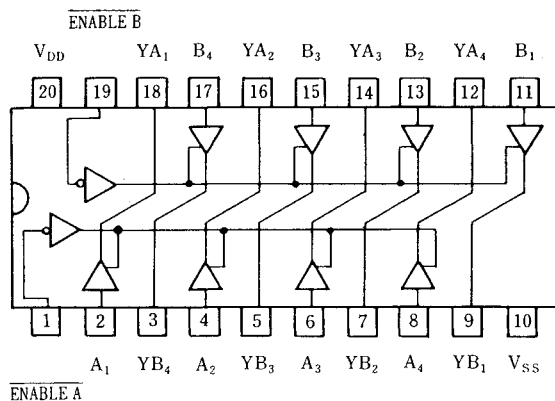 ENABLE B
V_DD YA₁ B₄ YA₂ B₃ YA₃ B₂ YA₄ B₁
20 19 18 17 16 15 14 13 12 11
1 2 3 4 5 6 7 8 9 10
A₁ YB₄ A₂ YB₃ A₃ YB₂ A₄ YB₁ V_SS
ENABLE A